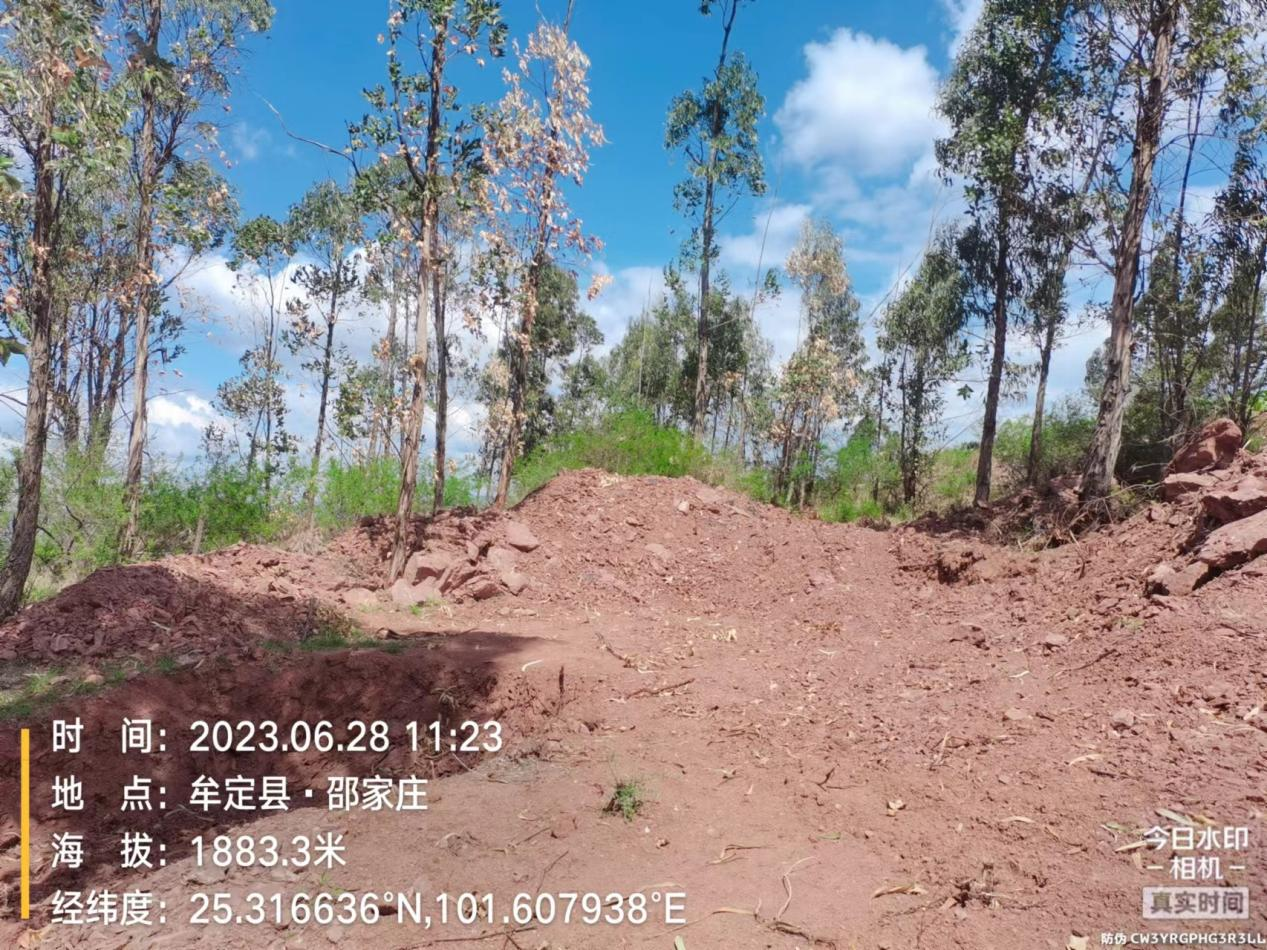 时 间：2023.06.28 11:23
地 点：牟定县·邵家庄
海 拔：1883.3米
经纬度：25.316636°N,101.607938°E
今日水印
相机
真实时间
防伪 CW3YRGPHG3R3LL